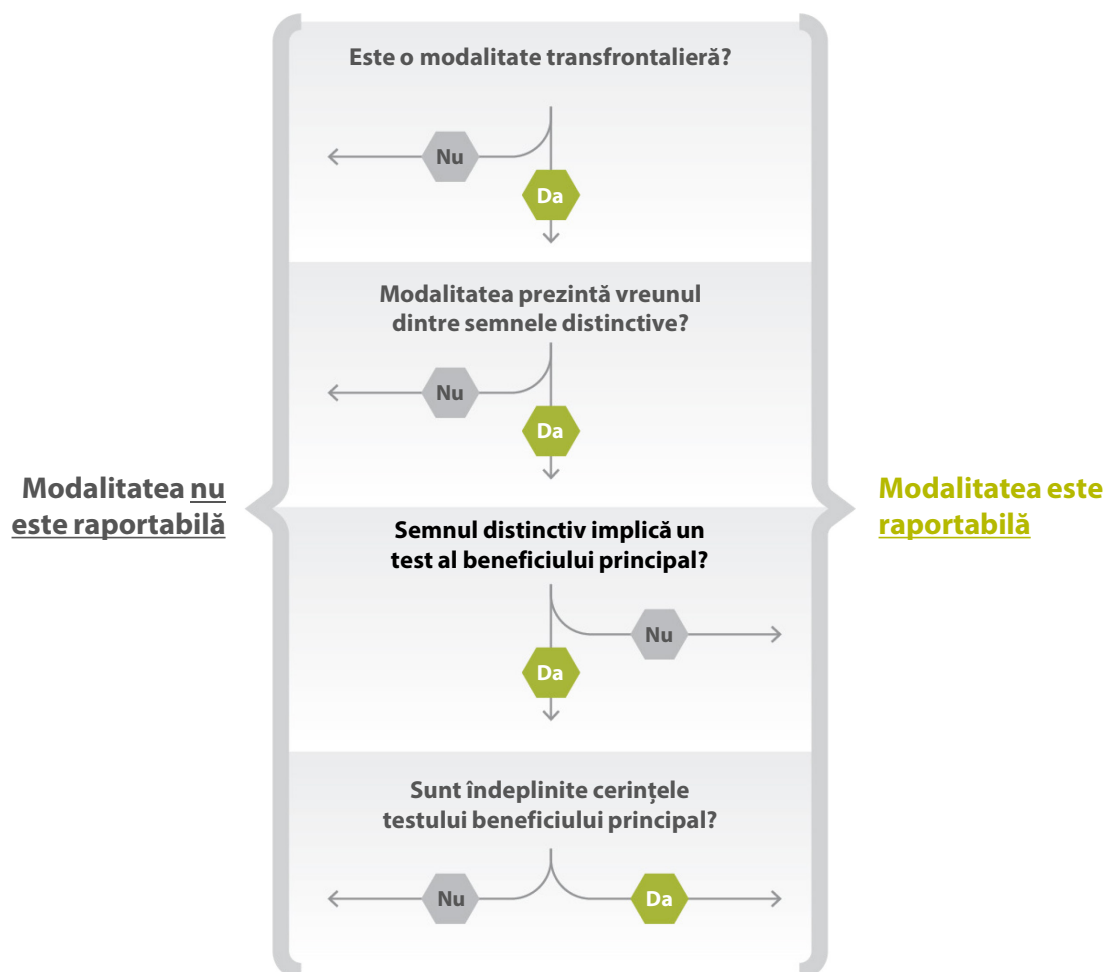 Este o modalitate transfrontalieră?
Nu
Da
Modalitatea prezintă vreunul
dintre semnele distinctive?
Nu
Da
Modalitatea nu
este raportabilă
Modalitatea este
raportabilă
Semnul distinctiv implică un
test al beneficiului principal?
Nu
Da
Sunt îndeplinite cerințele
testului beneficiului principal?
Nu
Da